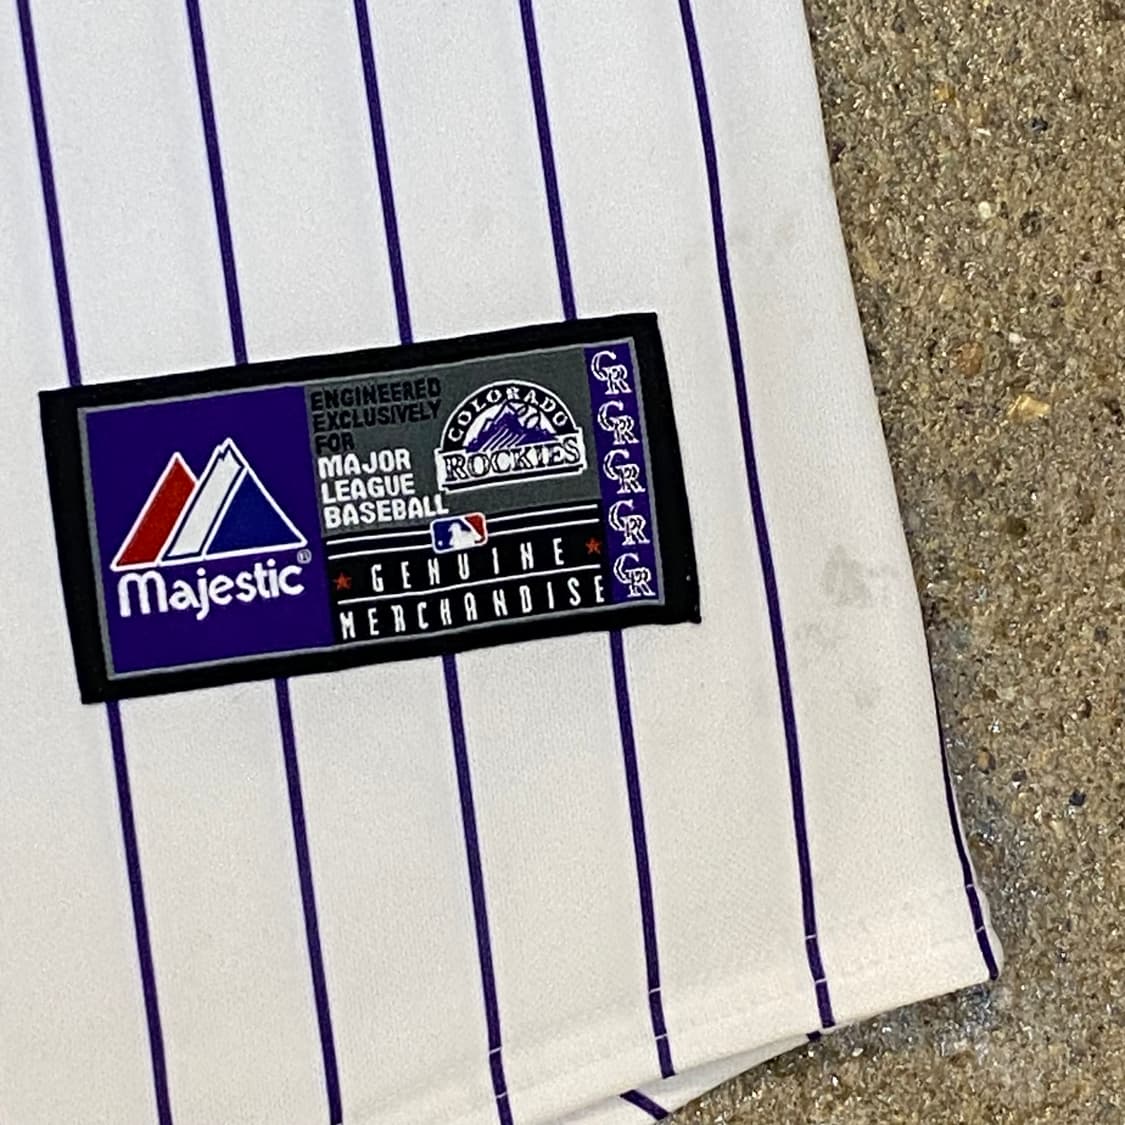 Majestic®
ENGINEERED
EXCLUSIVELY
FOR
MAJOR
LEAGUE
BASEBALL
COLORADO
ROCKIES
GENUINE
MERCHANDISE
CR
CR
CR
CR
CR